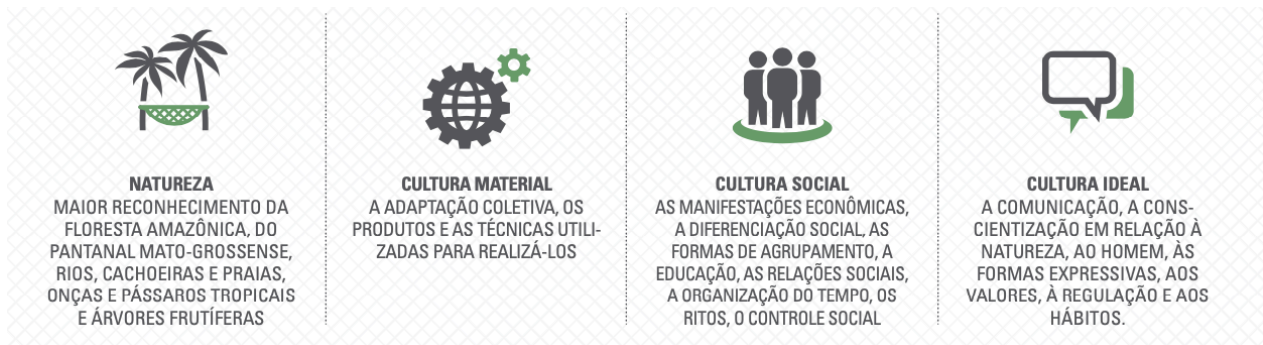 NATUREZA
MAIOR RECONHECIMENTO DA
FLORESTA AMAZÔNICA, DO
PANTANAL MATO-GROSSENSE,
RIOS, CACHOEIRAS E PRAIAS,
ONÇAS E PÁSSAROS TROPICAIS
E ÁRVORES FRUTÍFERAS
CULTURA MATERIAL
A ADAPTAÇÃO COLETIVA, OS
PRODUTOS E AS TÉCNICAS UTILI-
ZADAS PARA REALIZÁ-LOS
CULTURA SOCIAL
AS MANIFESTAÇÕES ECONÔMICAS,
A DIFERENCIAÇÃO SOCIAL, AS
FORMAS DE AGRUPAMENTO, A
EDUCAÇÃO, AS RELAÇÕES SOCIAIS,
A ORGANIZAÇÃO DO TEMPO, OS
RITOS, O CONTROLE SOCIAL
CULTURA IDEAL
A COMUNICAÇÃO, A CONS-
CIENTIZAÇÃO EM RELAÇÃO À
NATUREZA, AO HOMEM, ÀS
FORMAS EXPRESSIVAS, AOS
VALORES, À REGULAÇÃO E AOS
HÁBITOS.